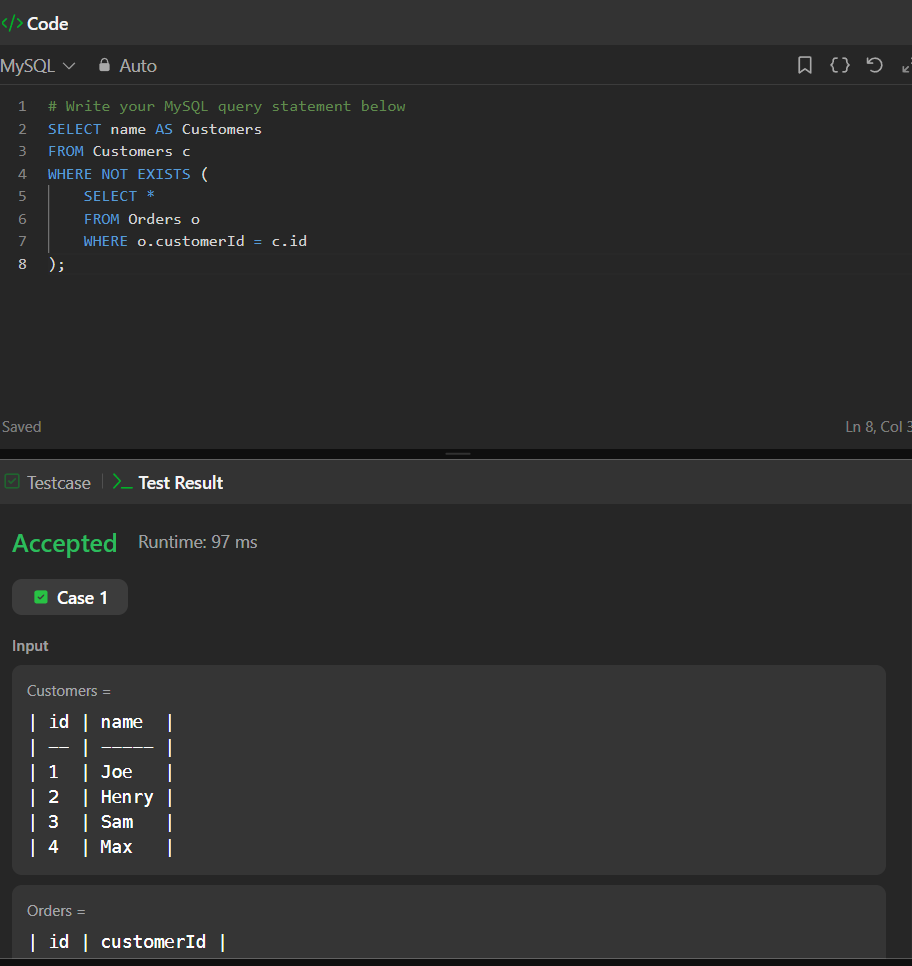 </> Code
MySQL Auto
1 # Write your MySQL query statement below
2 SELECT name AS Customers
3 FROM Customers c
4 WHERE NOT EXISTS (
5     SELECT *
6     FROM Orders o
7     WHERE o.customerId = c.id
8 );
Saved Ln 8, Col 3
Testcase | >_ Test Result
Accepted Runtime: 97 ms
Case 1
Input
Customers =
| id | name  |
| -- | ----- |
| 1  | Joe   |
| 2  | Henry |
| 3  | Sam   |
| 4  | Max   |
Orders =
| id | customerId |